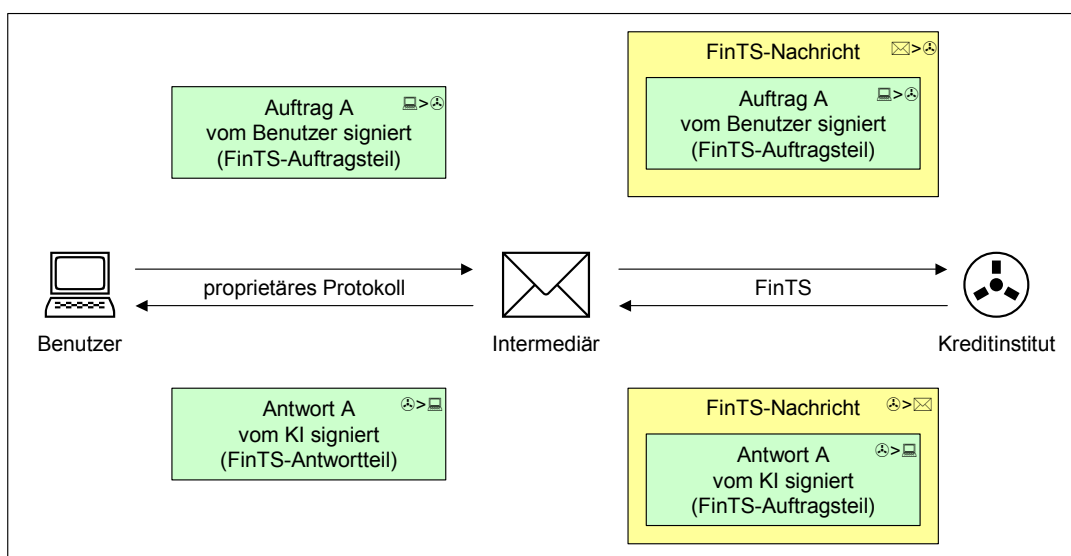 FinTS-Nachricht
Auftrag A
vom Benutzer signiert
(FinTS-Auftragsteil)
Auftrag A
vom Benutzer signiert
(FinTS-Auftragsteil)
proprietäres Protokoll
FinTS
Benutzer
Intermediär
Kreditinstitut
Antwort A
vom KI signiert
(FinTS-Antwortteil)
FinTS-Nachricht
Antwort A
vom KI signiert
(FinTS-Auftragsteil)